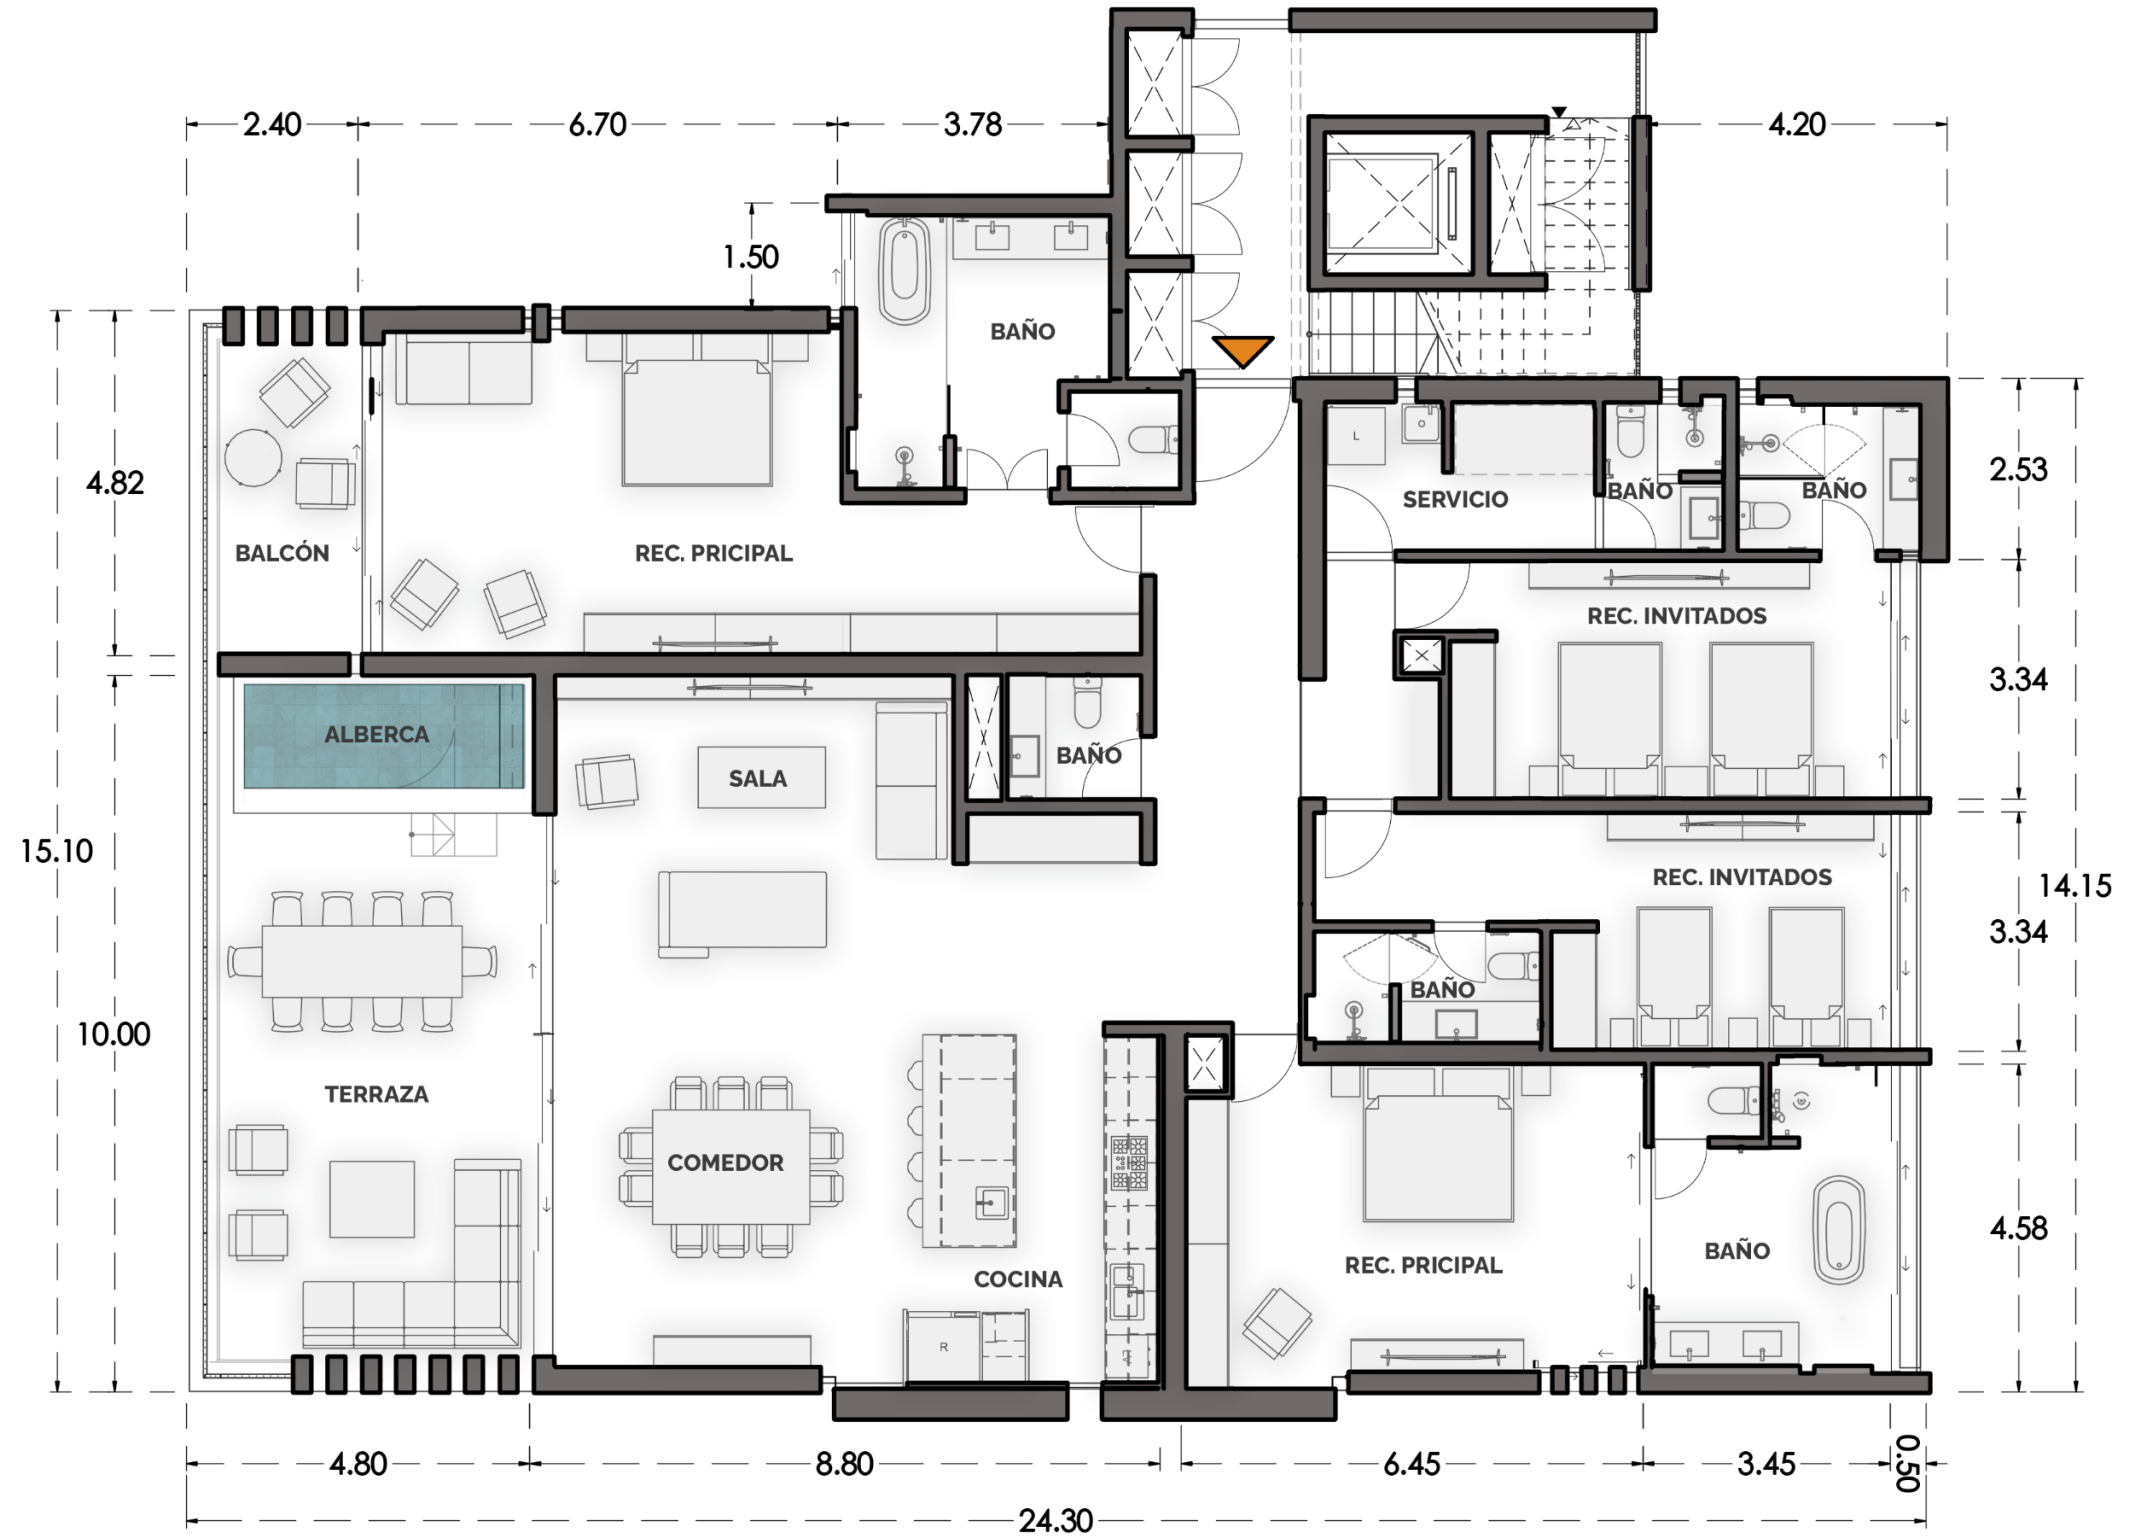 2.40
6.70
3.78
4.20
1.50
BAÑO
4.82
2.53
SERVICIO
L
BAÑO
BAÑO
BALCÓN
REC. PRICIPAL
REC. INVITADOS
3.34
ALBERCA
SALA
BAÑO
15.10
REC. INVITADOS
14.15
3.34
BAÑO
10.00
TERRAZA
COMEDOR
4.58
COCINA
REC. PRICIPAL
BAÑO
R
4.80
8.80
6.45
3.45
0.50
24.30